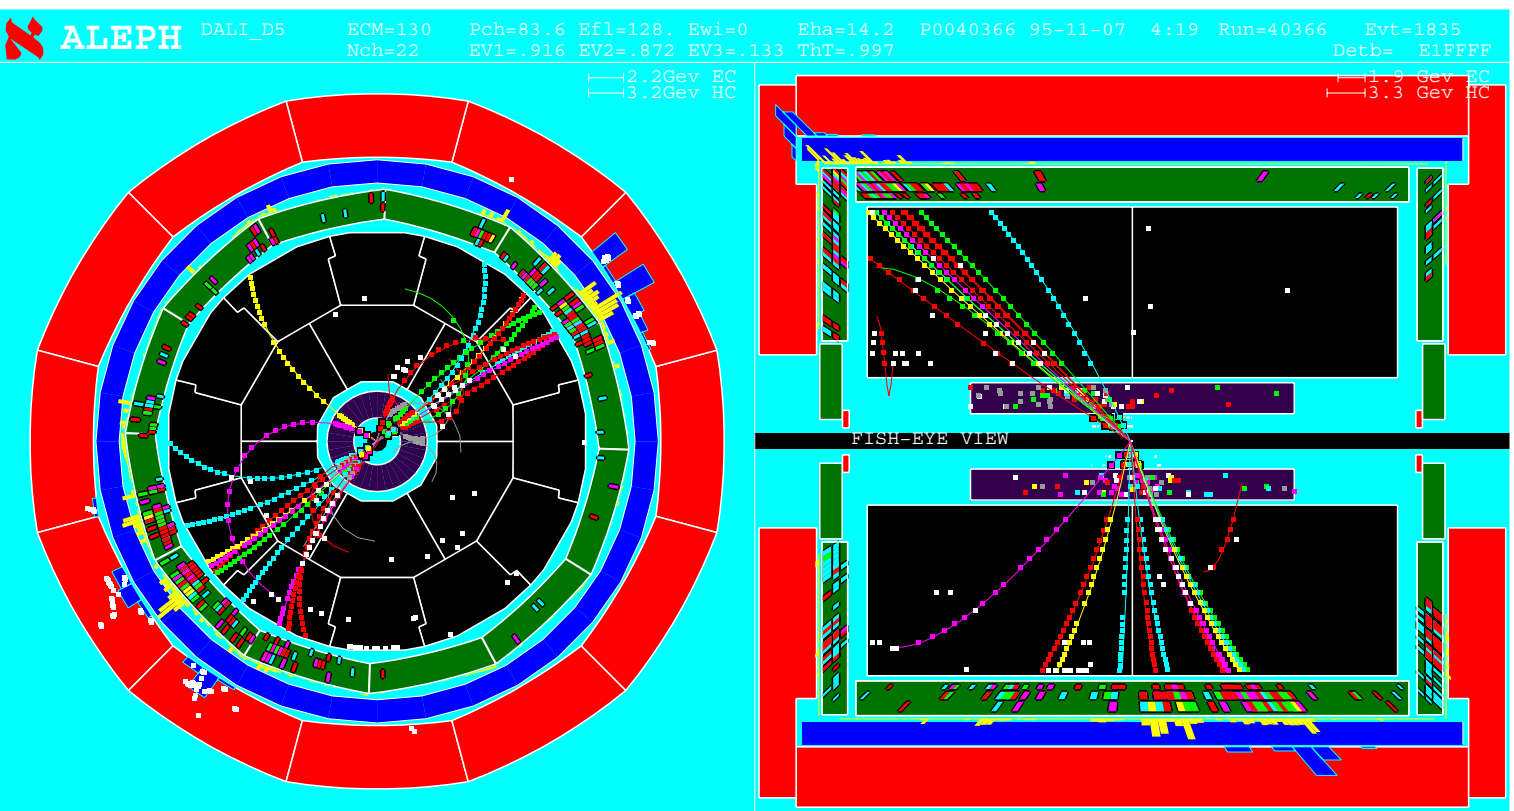 ALEPH DALI_D5 ECM=130 Pch=83.6 Efl=128. Ewi=0 Eha=14.2 P0040366 95-11-07 4:19 Run=40366 Evt=1835
Nch=22 EV1=.916 EV2=.872 EV3=.133 ThT=.997 Detb= E1FFFF
2.2Gev EC
3.2Gev HC
1.9 Gev EC
3.3 Gev HC
FISH-EYE VIEW